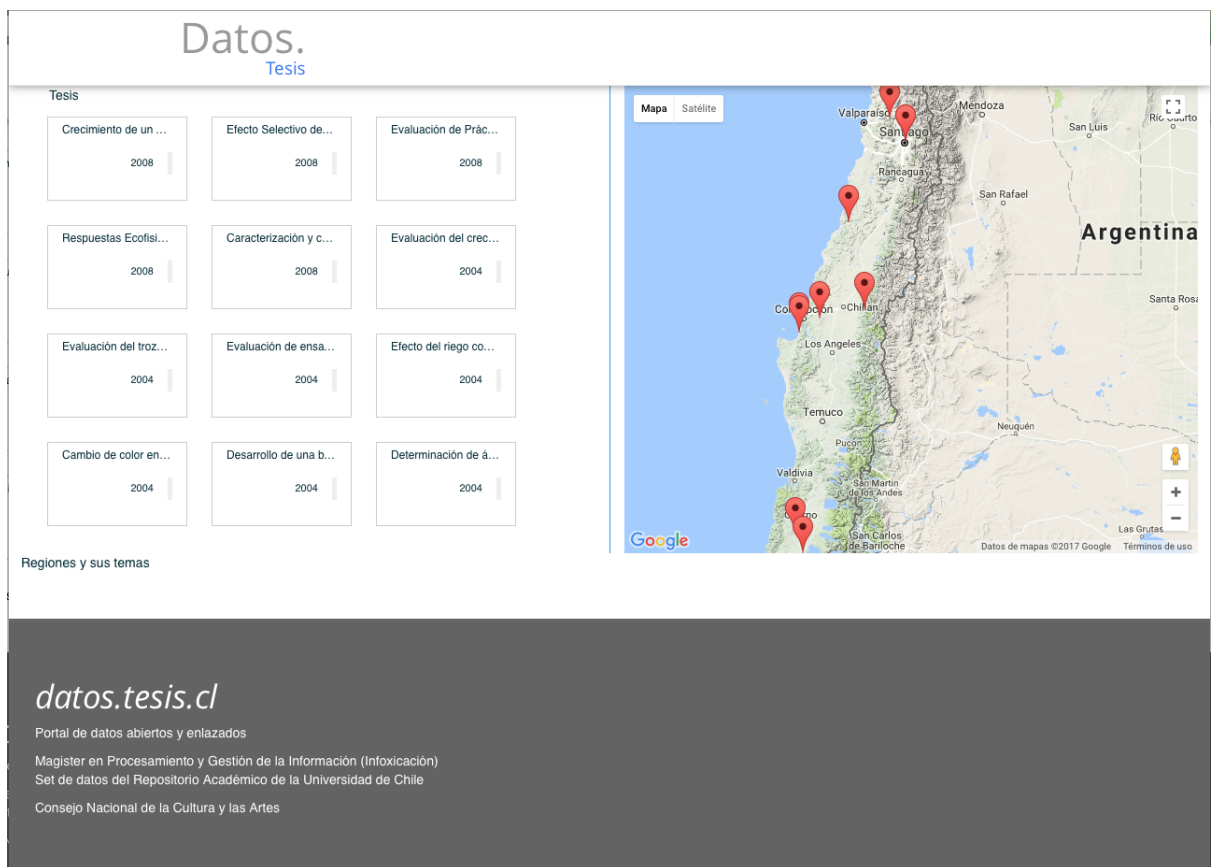 Datos.
Tesis
Tesis
Crecimiento de un ...
2008
Efecto Selectivo de...
2008
Evaluación de Prác...
2008
Respuestas Ecofisi...
2008
Caracterización y c...
2008
Evaluación del crec...
2004
Evaluación del troz...
2004
Evaluación de ensa...
2004
Efecto del riego co...
2004
Cambio de color en...
2004
Desarrollo de una b...
2004
Determinación de á...
2004
Mapa
Satélite
Valparaíso
Mendoza
San Luis
Santiago
Rancagua
San Rafael
Argentina
Santa Rosa
Chillán
Los Angeles
Temuco
Neuquén
Pucón
Valdivia
San Martin
de los Andes
San Carlos
de Bariloche
Las Grutas
Google
Datos de mapas ©2017 Google
Términos de uso
Regiones y sus temas
datos.tesis.cl
Portal de datos abiertos y enlazados
Magister en Procesamiento y Gestión de la Información (Infoxicación)
Set de datos del Repositorio Académico de la Universidad de Chile
Consejo Nacional de la Cultura y las Artes